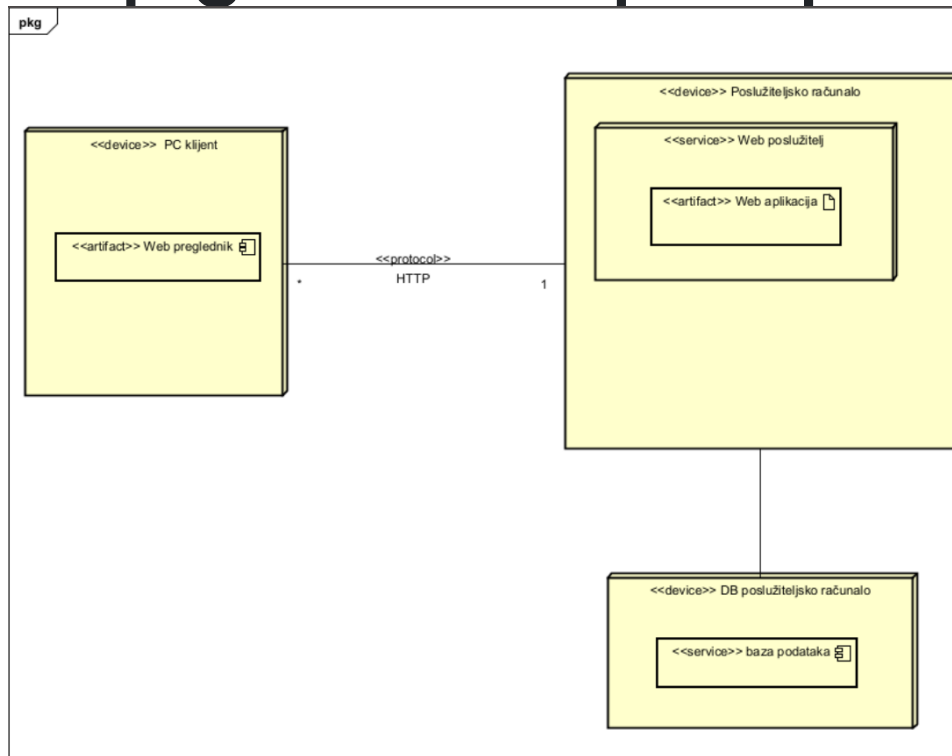 pkg
<<device>> PC klijent
<<artifact>> Web preglednik
<<protocol>>
HTTP
*
1
<<device>> Poslužiteljsko računalo
<<service>> Web poslužitelj
<<artifact>> Web aplikacija
<<device>> DB poslužiteljsko računalo
<<service>> baza podataka